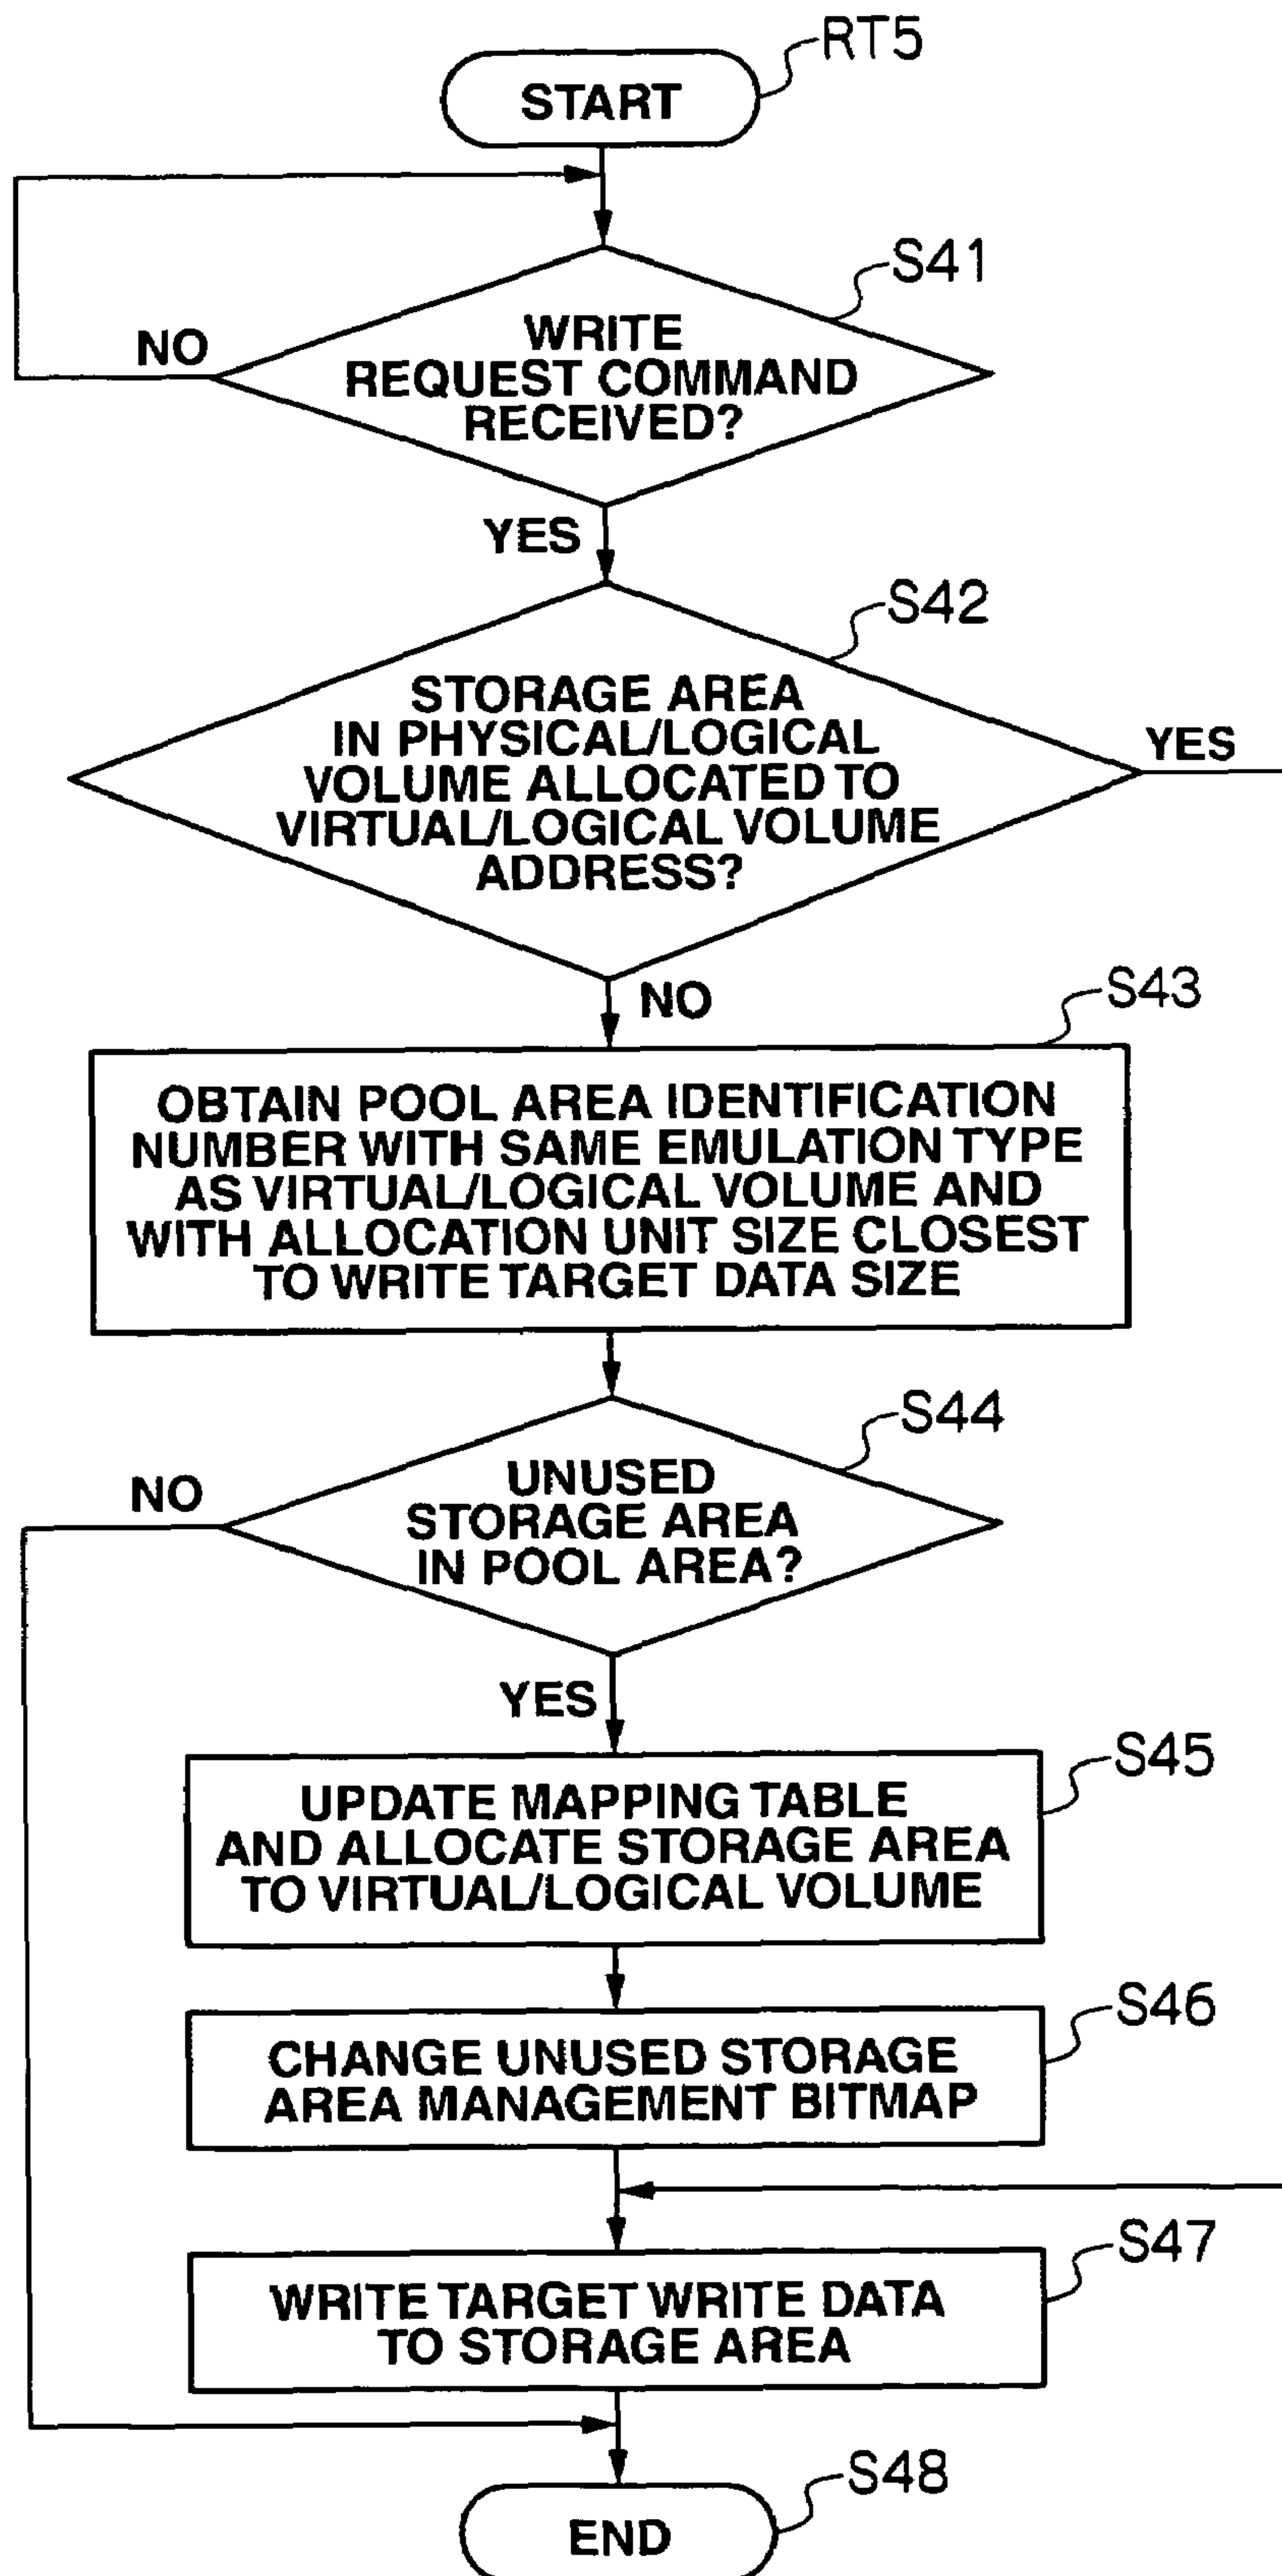 RT5
START
S41
NO
WRITE
REQUEST COMMAND
RECEIVED?
YES
S42
STORAGE AREA
IN PHYSICAL/LOGICAL
VOLUME ALLOCATED TO
VIRTUAL/LOGICAL VOLUME
ADDRESS?
YES
NO
S43
OBTAIN POOL AREA IDENTIFICATION
NUMBER WITH SAME EMULATION TYPE
AS VIRTUAL/LOGICAL VOLUME AND
WITH ALLOCATION UNIT SIZE CLOSEST
TO WRITE TARGET DATA SIZE
S44
NO
UNUSED
STORAGE AREA
IN POOL AREA?
YES
S45
UPDATE MAPPING TABLE
AND ALLOCATE STORAGE AREA
TO VIRTUAL/LOGICAL VOLUME
S46
CHANGE UNUSED STORAGE
AREA MANAGEMENT BITMAP
S47
WRITE TARGET WRITE DATA
TO STORAGE AREA
S48
END